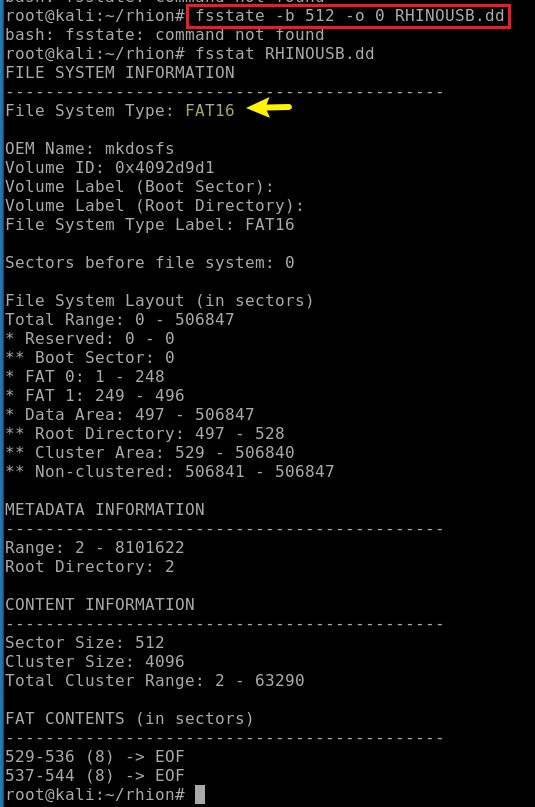 bash: fsstate: command not found
root@kali:~/rhion# fsstate -b 512 -o 0 RHINOUSB.dd
bash: fsstate: command not found
root@kali:~/rhion# fsstat RHINOUSB.dd
FILE SYSTEM INFORMATION
--------------------------------------------
File System Type: FAT16
OEM Name: mkdosfs
Volume ID: 0x4092d9d1
Volume Label (Boot Sector):
Volume Label (Root Directory):
File System Type Label: FAT16
Sectors before file system: 0
File System Layout (in sectors)
Total Range: 0 - 506847
* Reserved: 0 - 0
** Boot Sector: 0
* FAT 0: 1 - 248
* FAT 1: 249 - 496
* Data Area: 497 - 506847
** Root Directory: 497 - 528
** Cluster Area: 529 - 506840
** Non-clustered: 506841 - 506847
METADATA INFORMATION
--------------------------------------------
Range: 2 - 8101622
Root Directory: 2
CONTENT INFORMATION
--------------------------------------------
Sector Size: 512
Cluster Size: 4096
Total Cluster Range: 2 - 63290
FAT CONTENTS (in sectors)
--------------------------------------------
529-536 (8) -> EOF
537-544 (8) -> EOF
root@kali:~/rhion#